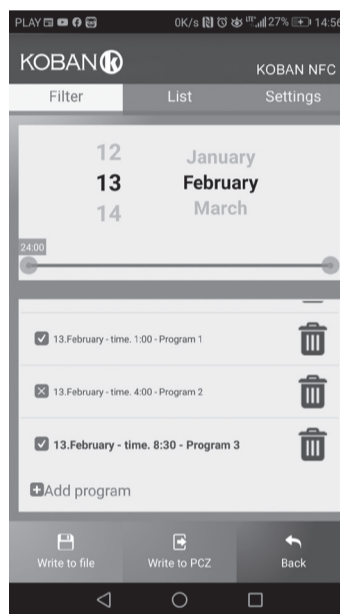 PLAY 0K/s 27% 14:56
KOBAN K
KOBAN NFC
Filter List Settings
12 January
13 February
14 March
24:00
13.February - time. 1:00 - Program 1
13.February - time. 4:00 - Program 2
13.February - time. 8:30 - Program 3
Add program
Write to file Write to PCZ Back